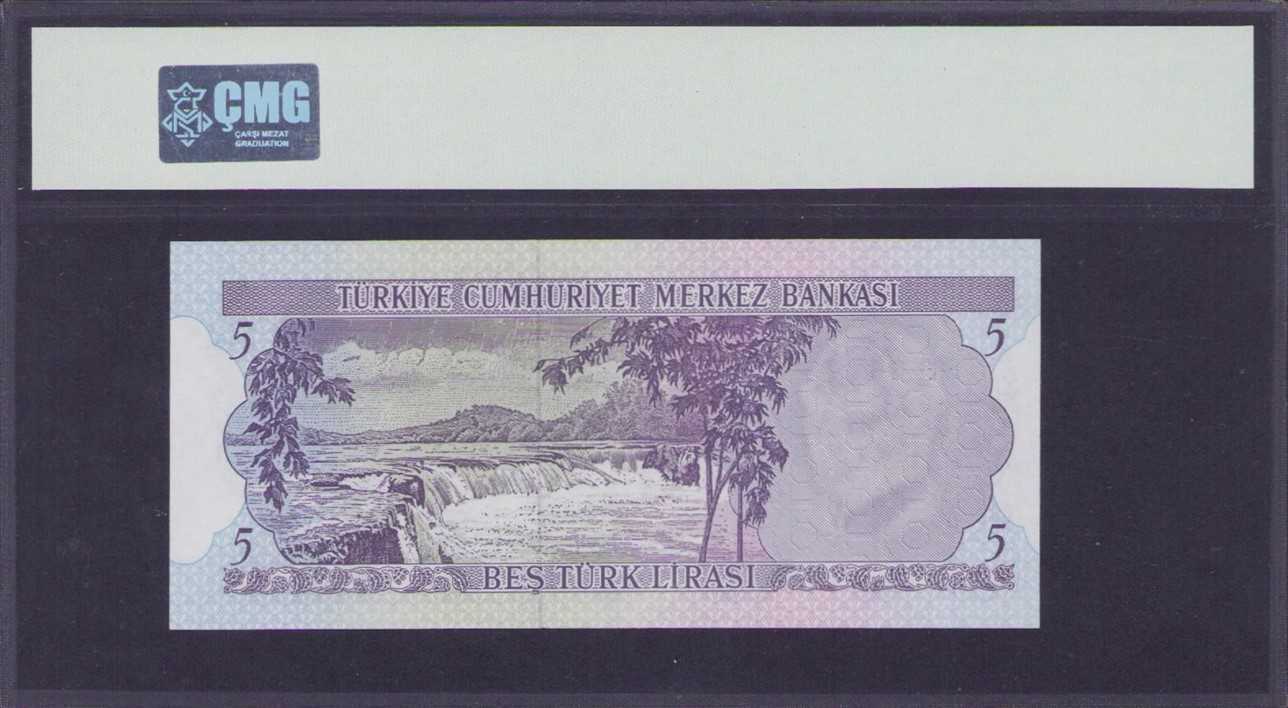 ÇMG
ÇARŞI MEZAT
GRADUATION
TÜRKİYE CUMHURİYET MERKEZ BANKASI
5
5
5
5
BEŞ TÜRK LİRASI